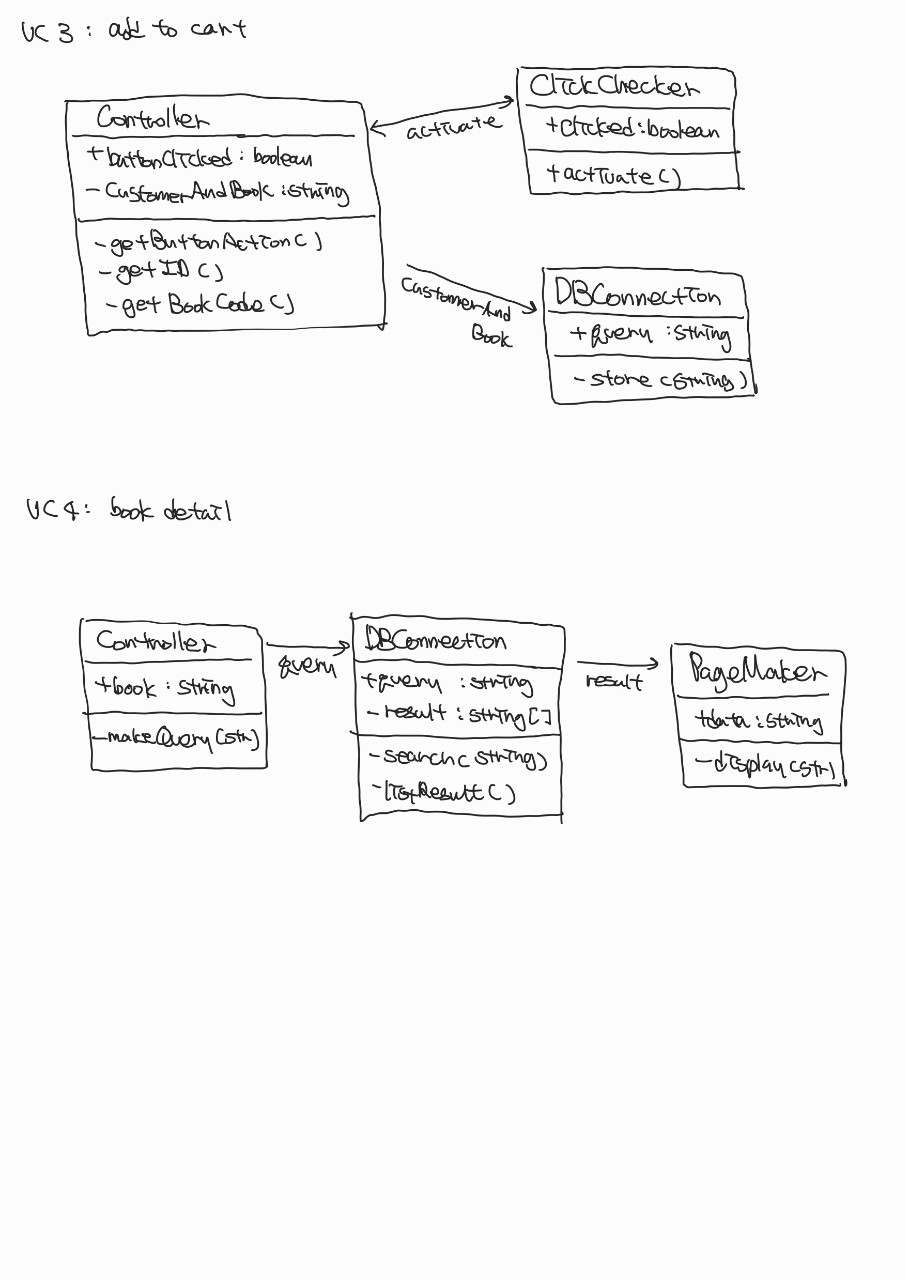 UC 3 : add to cart
Controller
+buttonClicked : boolean
- CustomerAndBook : string
- getButtonAction()
- getID()
- getBookCode()
activate
ClickChecker
+clicked : boolean
+activate()
CustomerAnd
Book
DBConnection
+query : string
- store (string)
UC 4 : book detail
Controller
+book : string
-makeQuery(str)
query
DBConnection
+query : string
- result : string[]
- search(string)
- listResult()
result
PageMaker
+data : string
- display(str)